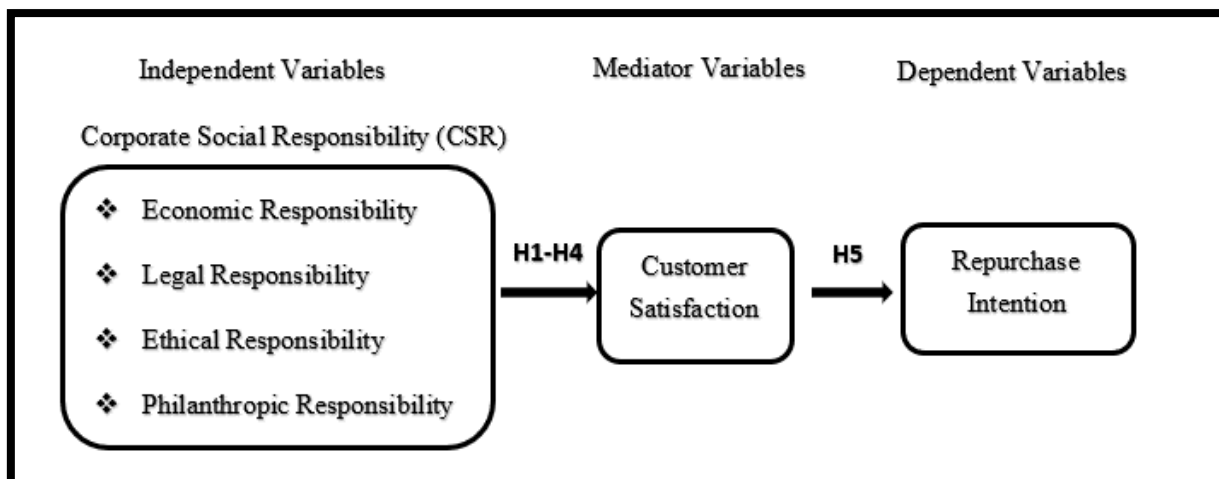 Independent Variables
Mediator Variables
Dependent Variables
Corporate Social Responsibility (CSR)
❖ Economic Responsibility
❖ Legal Responsibility
❖ Ethical Responsibility
❖ Philanthropic Responsibility
H1-H4
Customer
Satisfaction
H5
Repurchase
Intention